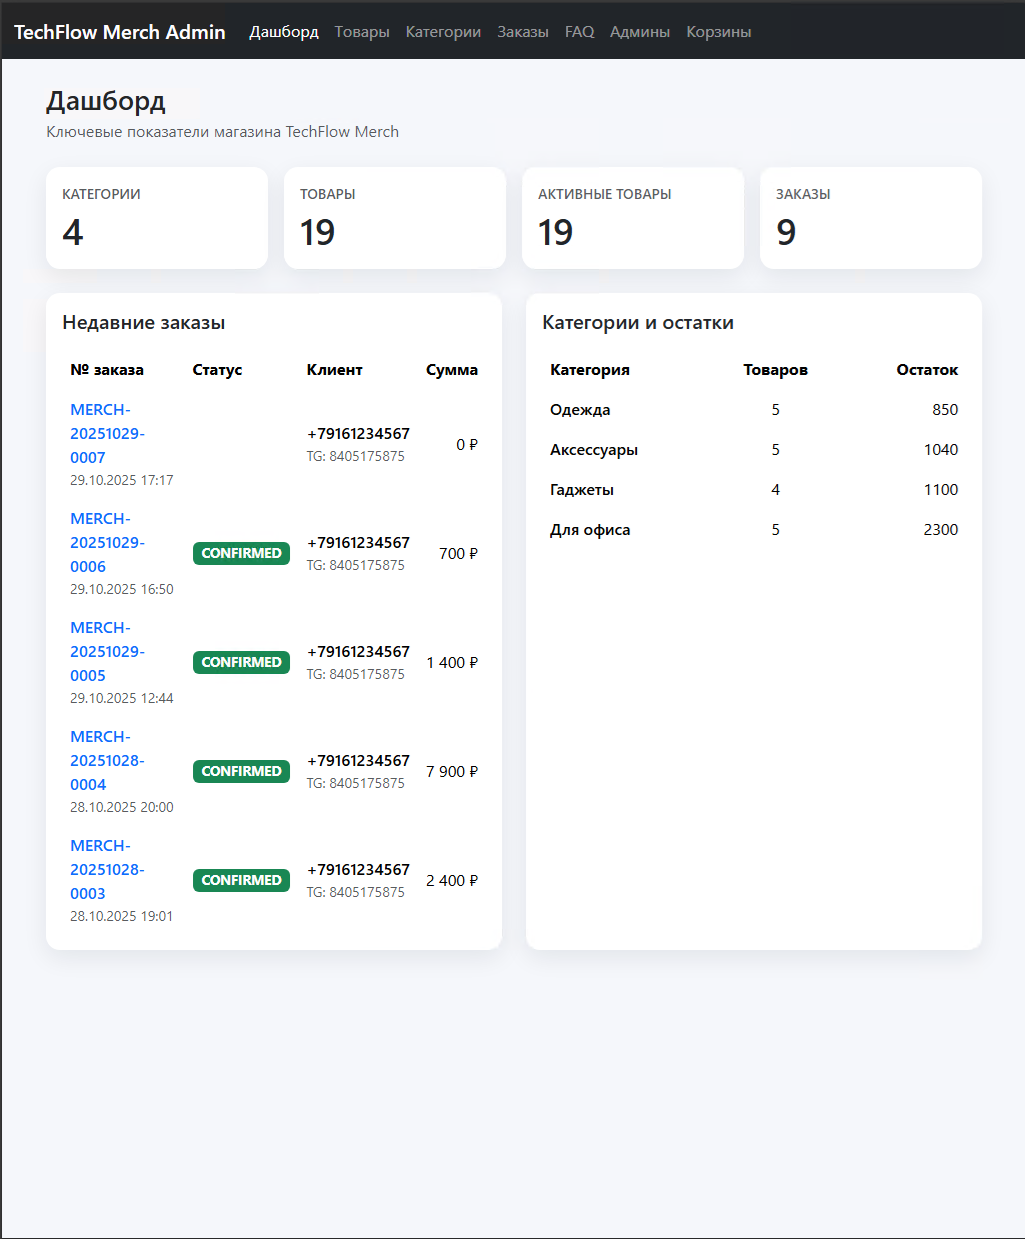 TechFlow Merch Admin Дашборд Товары Категории Заказы FAQ Админы Корзины
Дашборд
Ключевые показатели магазина TechFlow Merch
КАТЕГОРИИ
4
ТОВАРЫ
19
АКТИВНЫЕ ТОВАРЫ
19
ЗАКАЗЫ
9
Недавние заказы
№ заказа Статус Клиент Сумма
MERCH-
20251029-
0007
29.10.2025 17:17
+79161234567
TG: 8405175875
0 ₽
MERCH-
20251029-
0006
29.10.2025 16:50
CONFIRMED
+79161234567
TG: 8405175875
700 ₽
MERCH-
20251029-
0005
29.10.2025 12:44
CONFIRMED
+79161234567
TG: 8405175875
1 400 ₽
MERCH-
20251028-
0004
28.10.2025 20:00
CONFIRMED
+79161234567
TG: 8405175875
7 900 ₽
MERCH-
20251028-
0003
28.10.2025 19:01
CONFIRMED
+79161234567
TG: 8405175875
2 400 ₽
Категории и остатки
Категория Товаров Остаток
Одежда 5 850
Аксессуары 5 1040
Гаджеты 4 1100
Для офиса 5 2300